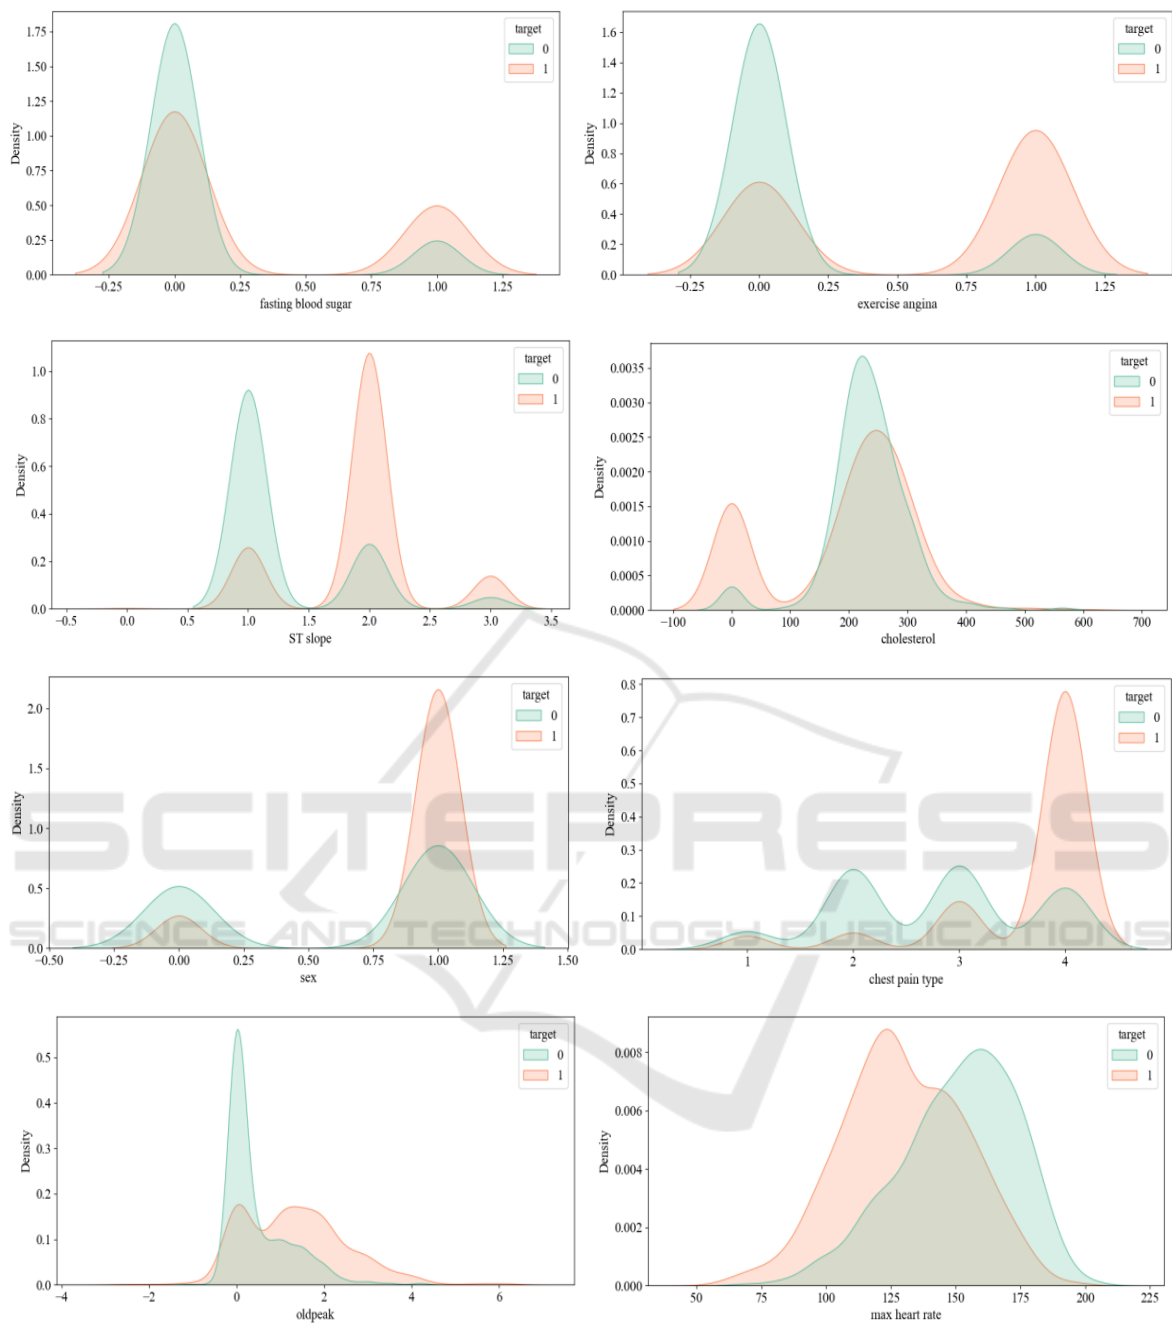 target
0
1
1.75
1.50
1.25
1.00
0.75
0.50
0.25
0.00
Density
−0.25 0.00 0.25 0.50 0.75 1.00 1.25
fasting blood sugar
target
0
1
1.6
1.4
1.2
1.0
0.8
0.6
0.4
0.2
0.0
Density
−0.25 0.00 0.25 0.50 0.75 1.00 1.25
exercise angina
target
0
1
1.0
0.8
0.6
0.4
0.2
0.0
Density
−0.5 0.0 0.5 1.0 1.5 2.0 2.5 3.0 3.5
ST slope
target
0
1
0.0035
0.0030
0.0025
0.0020
0.0015
0.0010
0.0005
0.0000
Density
−100 0 100 200 300 400 500 600 700
cholesterol
target
0
1
2.0
1.5
1.0
0.5
0.0
Density
−0.50 −0.25 0.00 0.25 0.50 0.75 1.00 1.25 1.50
sex
target
0
1
0.8
0.7
0.6
0.5
0.4
0.3
0.2
0.1
0.0
Density
1 2 3 4
chest pain type
SCITEPRESS
SCIENCE AND TECHNOLOGY PUBLICATIONS
target
0
1
0.5
0.4
0.3
0.2
0.1
0.0
Density
−4 −2 0 2 4 6
oldpeak
target
0
1
0.008
0.006
0.004
0.002
0.000
Density
50 75 100 125 150 175 200 225
max heart rate